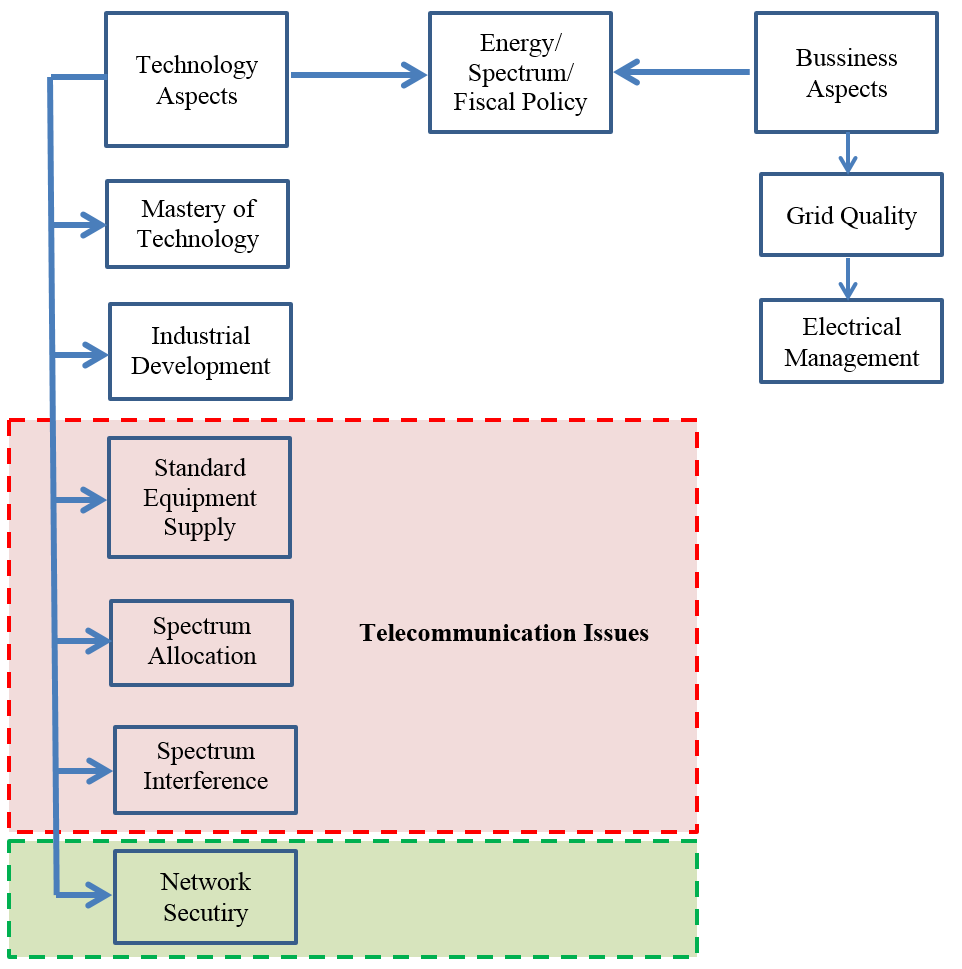 Technology
Aspects
Energy/
Spectrum/
Fiscal Policy
Bussiness
Aspects
Mastery of
Technology
Grid Quality
Industrial
Development
Electrical
Management
Standard
Equipment
Supply
Spectrum
Allocation
Telecommunication Issues
Spectrum
Interference
Network
Secutiry